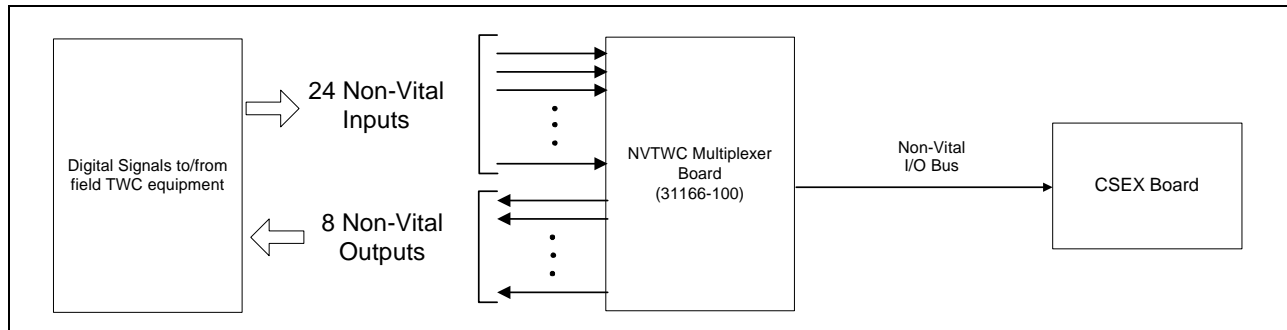 Digital Signals to/from
field TWC equipment
24 Non-Vital
Inputs
8 Non-Vital
Outputs
NVTWC Multiplexer
Board
(31166-100)
Non-Vital
I/O Bus
CSEX Board